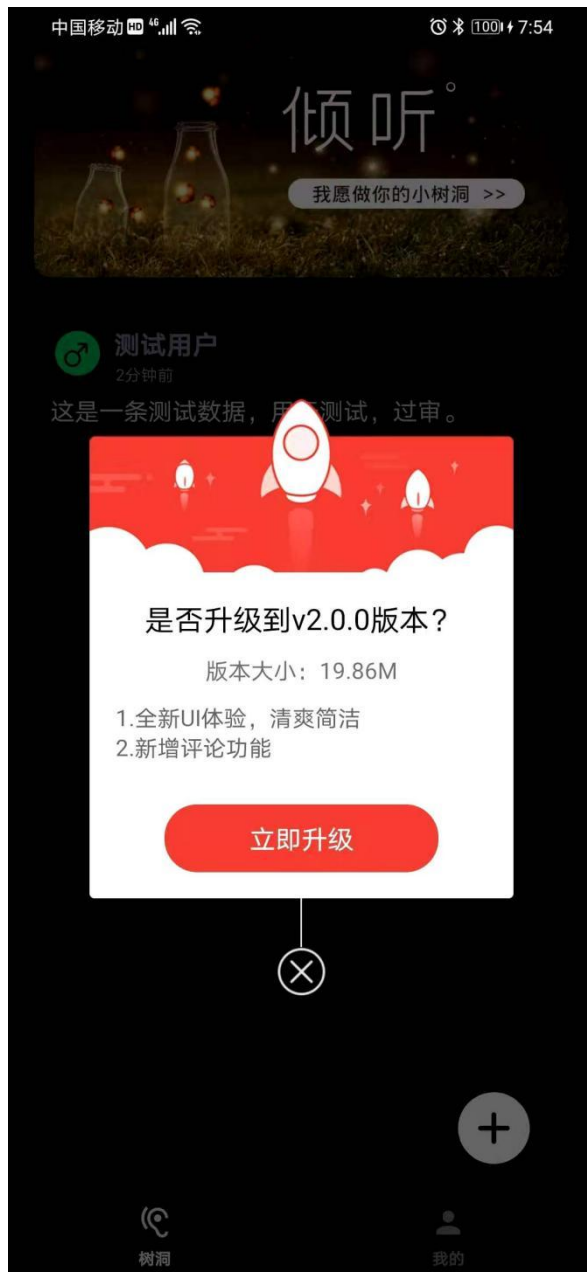 中国移动 HD 4G 100 7:54
倾听°
我愿做你的小树洞 >>
测试用户
2分钟前
这是一条测试数据，用于测试，过审。
是否升级到v2.0.0版本？
版本大小：19.86M
1.全新UI体验，清爽简洁
2.新增评论功能
立即升级
树洞
我的